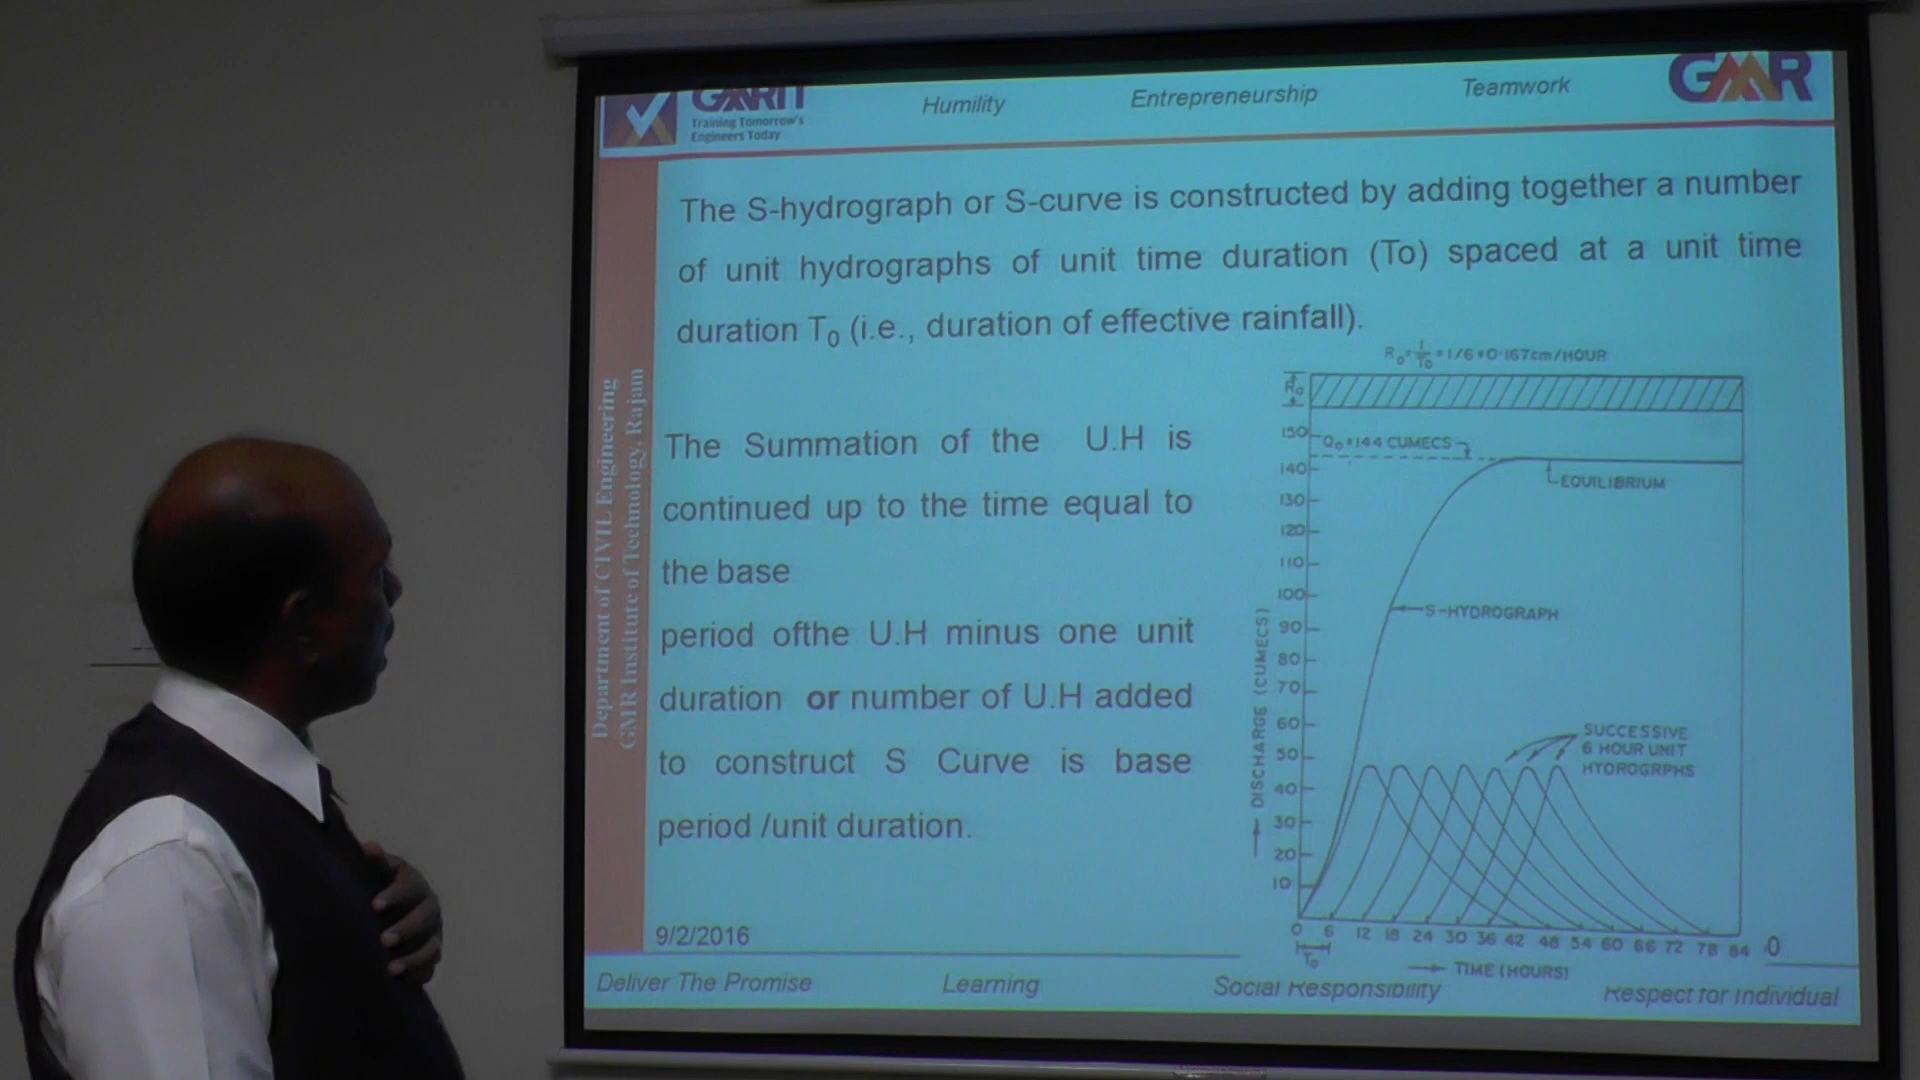 GMRIT
Training Tomorrow's
Engineers Today
Humility
Entrepreneurship
Teamwork
GMR
The S-hydrograph or S-curve is constructed by adding together a number
of unit hydrographs of unit time duration (To) spaced at a unit time
duration T0 (i.e., duration of effective rainfall).
Department of CIVIL Engineering
GMR Institute of Technology, Rajam
The Summation of the U.H is
continued up to the time equal to
the base
period ofthe U.H minus one unit
duration or number of U.H added
to construct S Curve is base
period /unit duration.
R0=1/T0=1/6=0.167cm/HOUR
R0
Q0=144 CUMECS
EQUILIBRIUM
S-HYDROGRAPH
SUCCESSIVE
6 HOUR UNIT
HYDROGRPHS
DISCHARGE (CUMECS)
150
140
130
120
110
100
90
80
70
60
50
40
30
20
10
0 6 12 18 24 30 36 42 48 54 60 66 72 78 84 0
T0
TIME (HOURS)
9/2/2016
Deliver The Promise
Learning
Social Responsibility
Respect for Individual